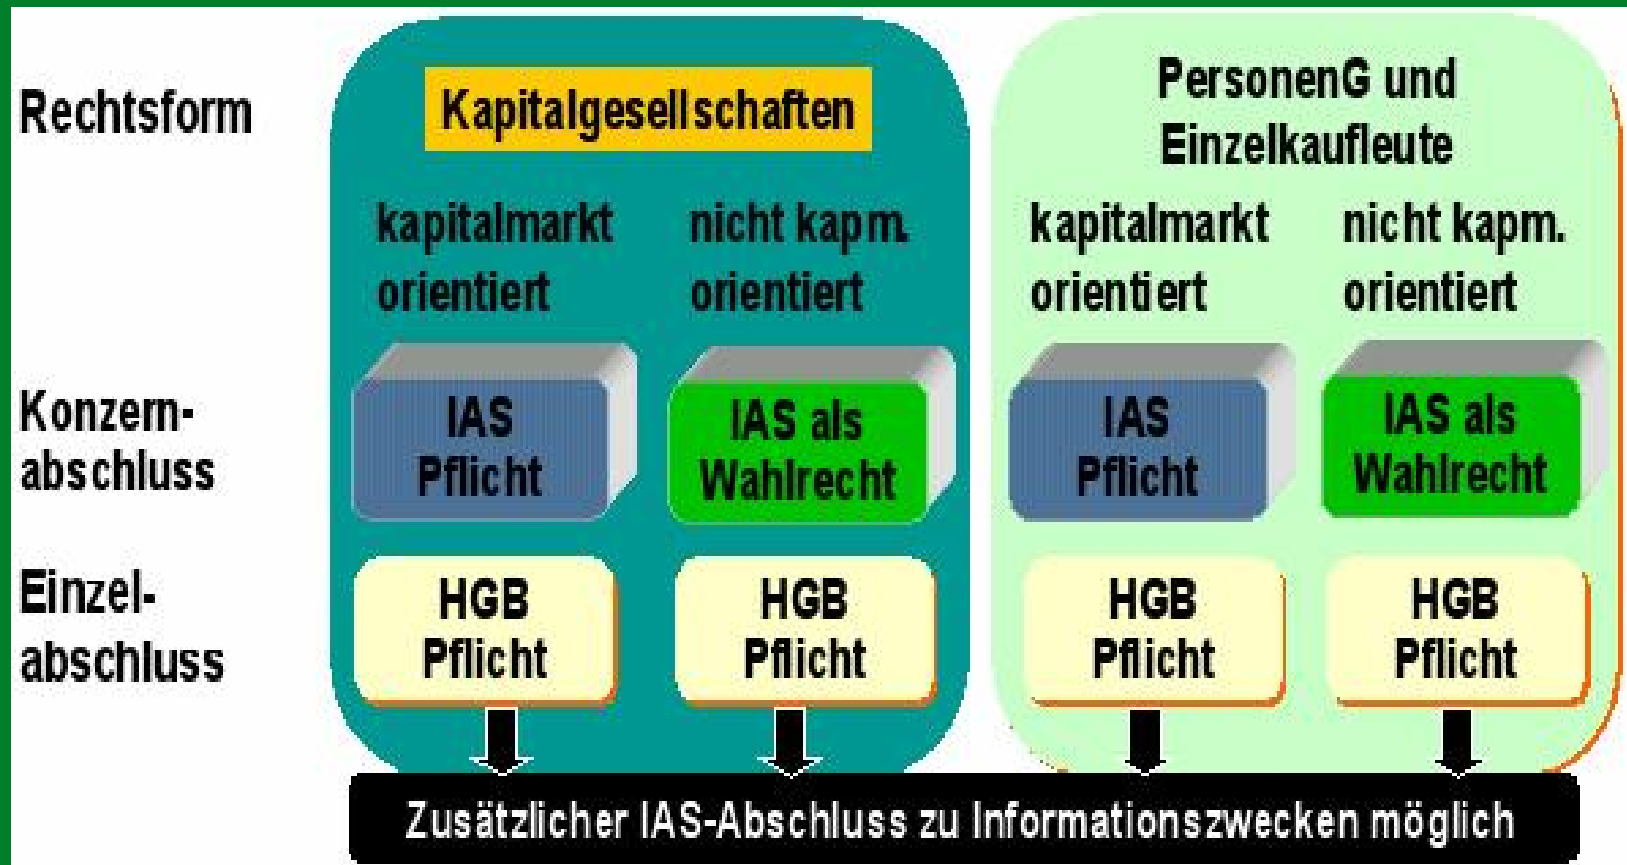 Rechtsform
Kapitalgesellschaften
PersonenG und
Einzelkaufleute
kapitalmarkt
orientiert
nicht kapm.
orientiert
kapitalmarkt
orientiert
nicht kapm.
orientiert
Konzern-
abschluss
IAS
Pflicht
IAS als
Wahlrecht
IAS
Pflicht
IAS als
Wahlrecht
Einzel-
abschluss
HGB
Pflicht
HGB
Pflicht
HGB
Pflicht
HGB
Pflicht
Zusätzlicher IAS-Abschluss zu Informationszwecken möglich